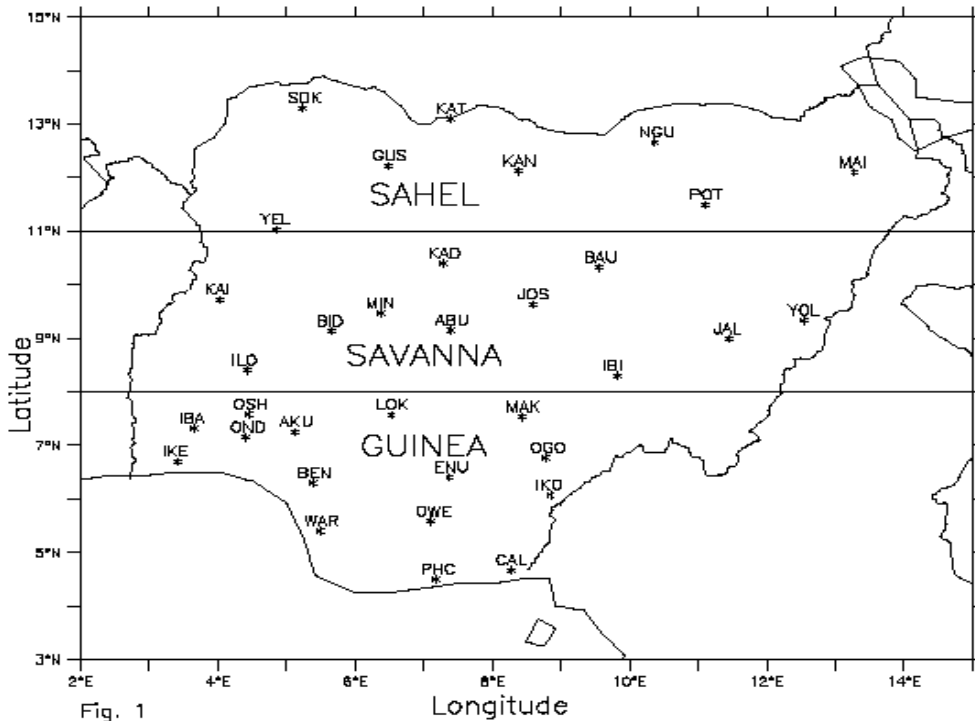 15°N
SOK
KAT
13°N
NGU
GUS
KAN
MAI
SAHEL
POT
YEL
11°N
KAD
BAU
KAI
JOS
MIN
YOL
BID
ABU
JAL
9°N
SAVANNA
ILO
IBI
Latitude
OSH
LOK
MAK
IBA
OND
AKU
7°N
GUINEA
IKE
OGO
BEN
ENU
IKO
WAR
OWE
5°N
CAL
PHC
3°N
2°E 4°E 6°E 8°E 10°E 12°E 14°E
Longitude
Fig. 1